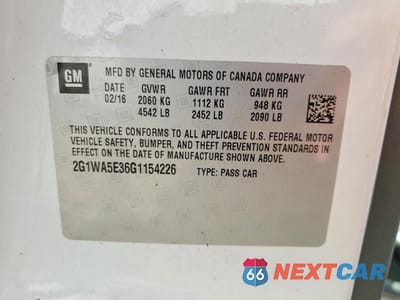 GM
MFD BY GENERAL MOTORS OF CANADA COMPANY
DATE GVWR GAWR FRT GAWR RR
02/16 2060 KG 1112 KG 948 KG
4542 LB 2452 LB 2090 LB
THIS VEHICLE CONFORMS TO ALL APPLICABLE U.S. FEDERAL MOTOR
VEHICLE SAFETY, BUMPER, AND THEFT PREVENTION STANDARDS IN
EFFECT ON THE DATE OF MANUFACTURE SHOWN ABOVE.
2G1WA5E36G1154226 TYPE: PASS CAR
66 NEXTCAR